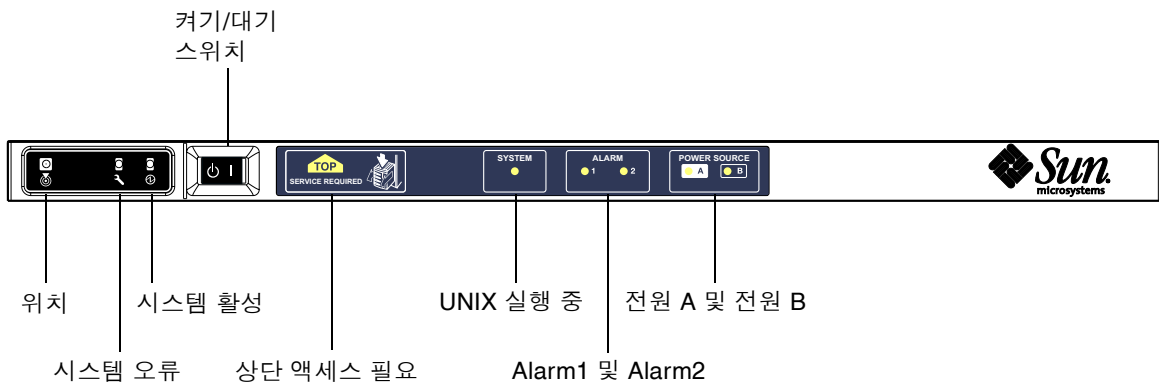 켜기/대기
스위치
TOP
SERVICE REQUIRED
SYSTEM
ALARM
1 2
POWER SOURCE
A B
Sun.
microsystems
위치
시스템 활성
UNIX 실행 중
전원 A 및 전원 B
시스템 오류
상단 액세스 필요
Alarm1 및 Alarm2